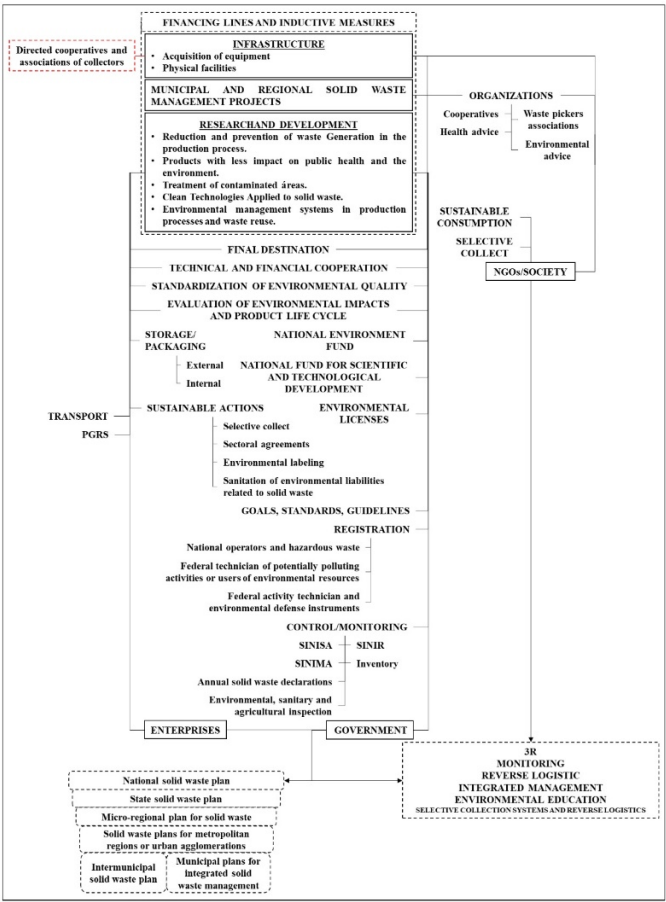 FINANCING LINES AND INDUCTIVE MEASURES
Directed cooperatives and
associations of collectors
INFRASTRUCTURE
• Acquisition of equipment
• Physical facilities
MUNICIPAL AND REGIONAL SOLID WASTE
MANAGEMENT PROJECTS
RESEARCHAND DEVELOPMENT
• Reduction and prevention of waste Generation in the
production process.
• Products with less impact on public health and the
environment.
• Treatment of contaminated áreas.
• Clean Technologies Applied to solid waste.
• Environmental management systems in production
processes and waste reuse.
ORGANIZATIONS
Cooperatives
Health advice
Waste pickers
associations
Environmental
advice
SUSTAINABLE
CONSUMPTION
SELECTIVE
COLLECT
NGOs/SOCIETY
FINAL DESTINATION
TECHNICAL AND FINANCIAL COOPERATION
STANDARDIZATION OF ENVIRONMENTAL QUALITY
EVALUATION OF ENVIRONMENTAL IMPACTS
AND PRODUCT LIFE CYCLE
STORAGE/
PACKAGING
External
Internal
NATIONAL ENVIRONMENT
FUND
NATIONAL FUND FOR SCIENTIFIC
AND TECHNOLOGICAL
DEVELOPMENT
TRANSPORT
PGRS
SUSTAINABLE ACTIONS
Selective collect
Sectoral agreements
Environmental labeling
Sanitation of environmental liabilities
related to solid waste
ENVIRONMENTAL
LICENSES
GOALS, STANDARDS, GUIDELINES
REGISTRATION
National operators and hazardous waste
Federal technician of potentially polluting
activities or users of environmental resources
Federal activity technician and
environmental defense instruments
CONTROL/MONITORING
SINISA
SINIR
SINIMA
Inventory
Annual solid waste declarations
Environmental, sanitary and
agricultural inspection
ENTERPRISES
GOVERNMENT
3R
MONITORING
REVERSE LOGISTIC
INTEGRATED MANAGEMENT
ENVIRONMENTAL EDUCATION
SELECTIVE COLLECTION SYSTEMS AND REVERSE LOGISTICS
National solid waste plan
State solid waste plan
Micro-regional plan for solid waste
Solid waste plans for metropolitan
regions or urban agglomerations
Intermunicipal
solid waste plan
Municipal plans for
integrated solid
waste management